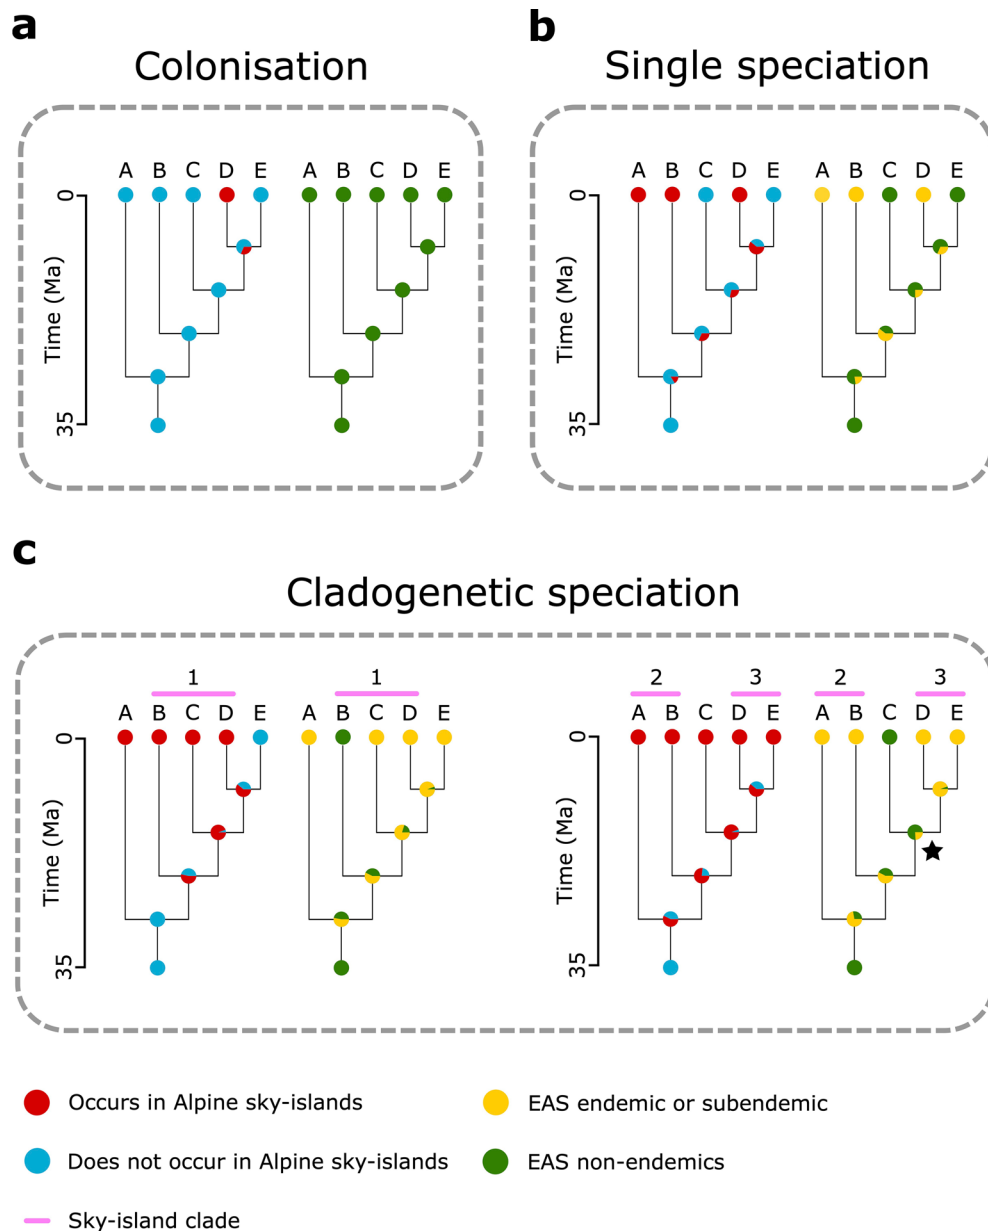 a
Colonisation
A B C D E
A B C D E
0
Time (Ma)
35
b
Single speciation
A B C D E
A B C D E
0
Time (Ma)
35
c
Cladogenetic speciation
1
1
A B C D E
A B C D E
0
Time (Ma)
35
2 3
2 3
A B C D E
A B C D E
0
Time (Ma)
35
Occurs in Alpine sky-islands
Does not occur in Alpine sky-islands
Sky-island clade
EAS endemic or subendemic
EAS non-endemics